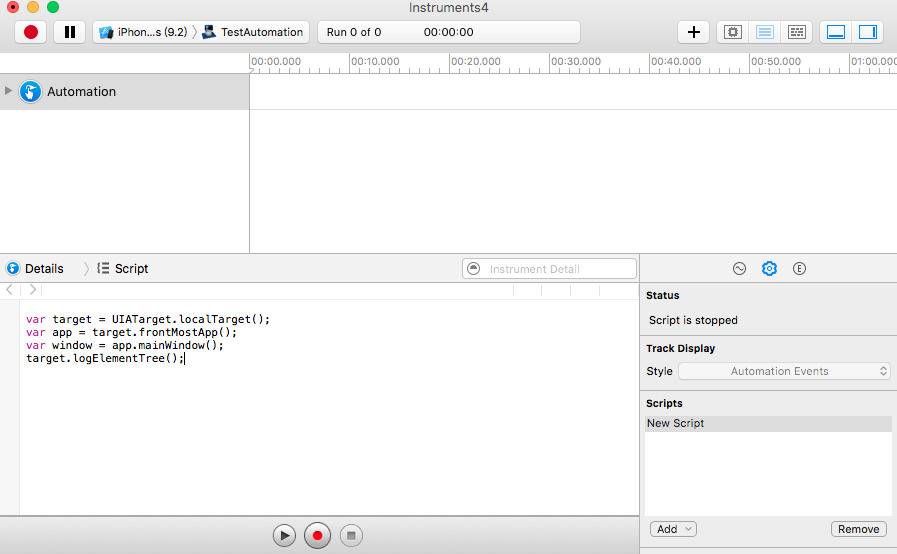 Instruments4
iPhon...s (9.2) 〉 TestAutomation
Run 0 of 0 00:00:00
00:00.000 00:10.000 00:20.000 00:30.000 00:40.000 00:50.000 01:00.00
Automation
Details 〉 Script
Instrument Detail
var target = UIATarget.localTarget();
var app = target.frontMostApp();
var window = app.mainWindow();
target.logElementTree();
E
Status
Script is stopped
Track Display
Style Automation Events
Scripts
New Script
Add Remove